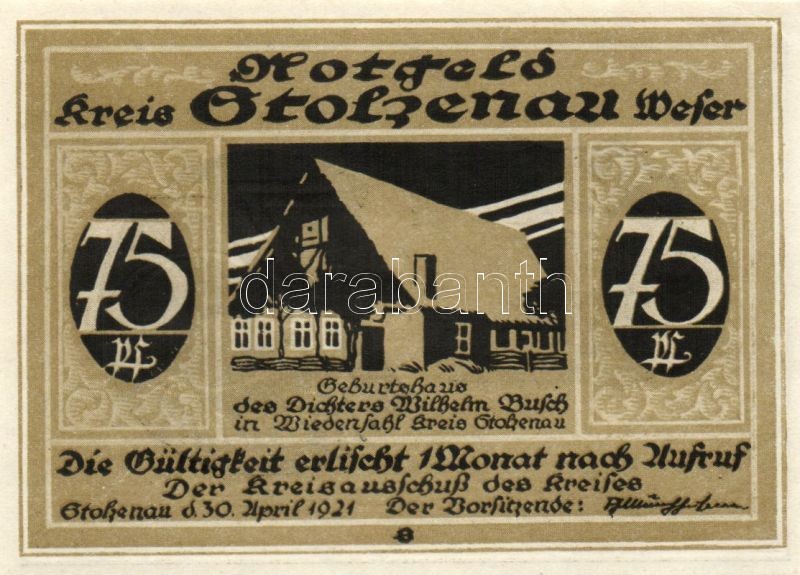 Notgeld
Kreis Stolzenau Weser
75 Pf.
75 Pf.
darabanth
Geburtshaus
des Dichters Wilhelm Busch
in Wiedensahl Kreis Stolzenau
Die Gültigkeit erlischt 1 Monat nach Aufruf
Der Kreisausschuß des Kreises
Stolzenau d. 30. April 1921 Der Vorsitzende: